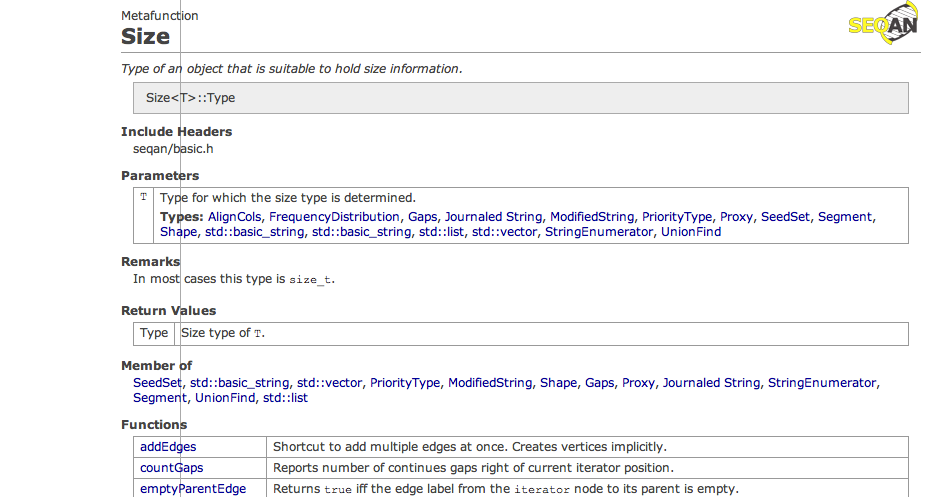 Metafunction
Size
SEQAN
Type of an object that is suitable to hold size information.
Size<T>::Type
Include Headers
seqan/basic.h
Parameters
T Type for which the size type is determined.
Types: AlignCols, FrequencyDistribution, Gaps, Journaled String, ModifiedString, PriorityType, Proxy, SeedSet, Segment,
Shape, std::basic_string, std::basic_string, std::list, std::vector, StringEnumerator, UnionFind
Remarks
In most cases this type is size_t.
Return Values
Type Size type of T.
Member of
SeedSet, std::basic_string, std::vector, PriorityType, ModifiedString, Shape, Gaps, Proxy, Journaled String, StringEnumerator,
Segment, UnionFind, std::list
Functions
addEdges Shortcut to add multiple edges at once. Creates vertices implicitly.
countGaps Reports number of continues gaps right of current iterator position.
emptyParentEdge Returns true iff the edge label from the iterator node to its parent is empty.